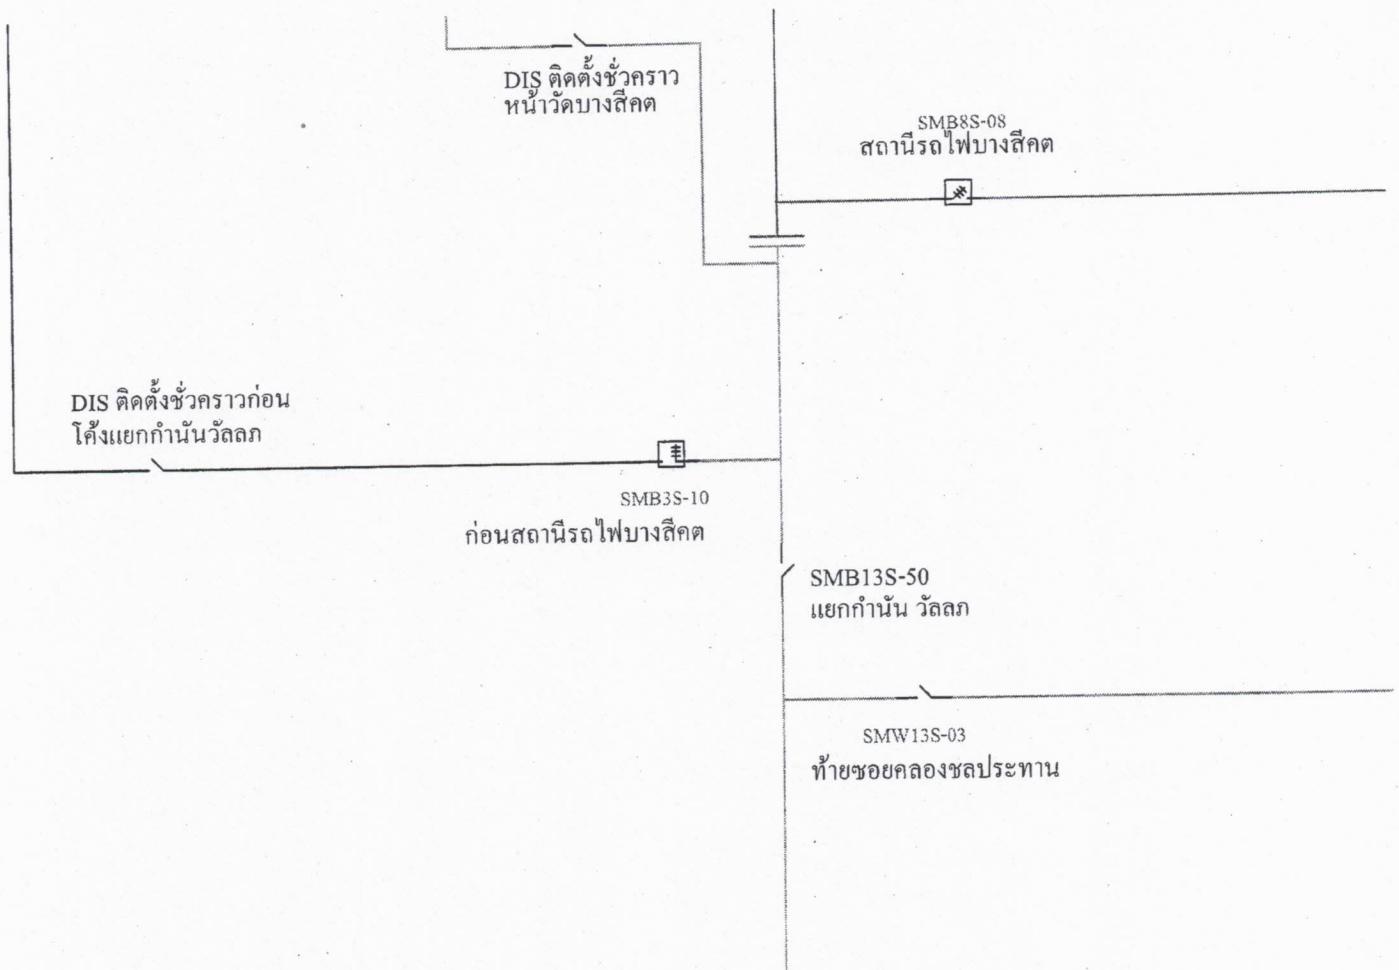 DIS ติดตั้งชั่วคราว
หน้าวัดบางสีคต
SMB8S-08
สถานีรถไฟบางสีคต
DIS ติดตั้งชั่วคราวก่อน
โค้งแยกกำนันวัลลภ
SMB3S-10
ก่อนสถานีรถไฟบางสีคต
SMB13S-50
แยกกำนัน วัลลภ
SMW13S-03
ท้ายซอยคลองชลประทาน